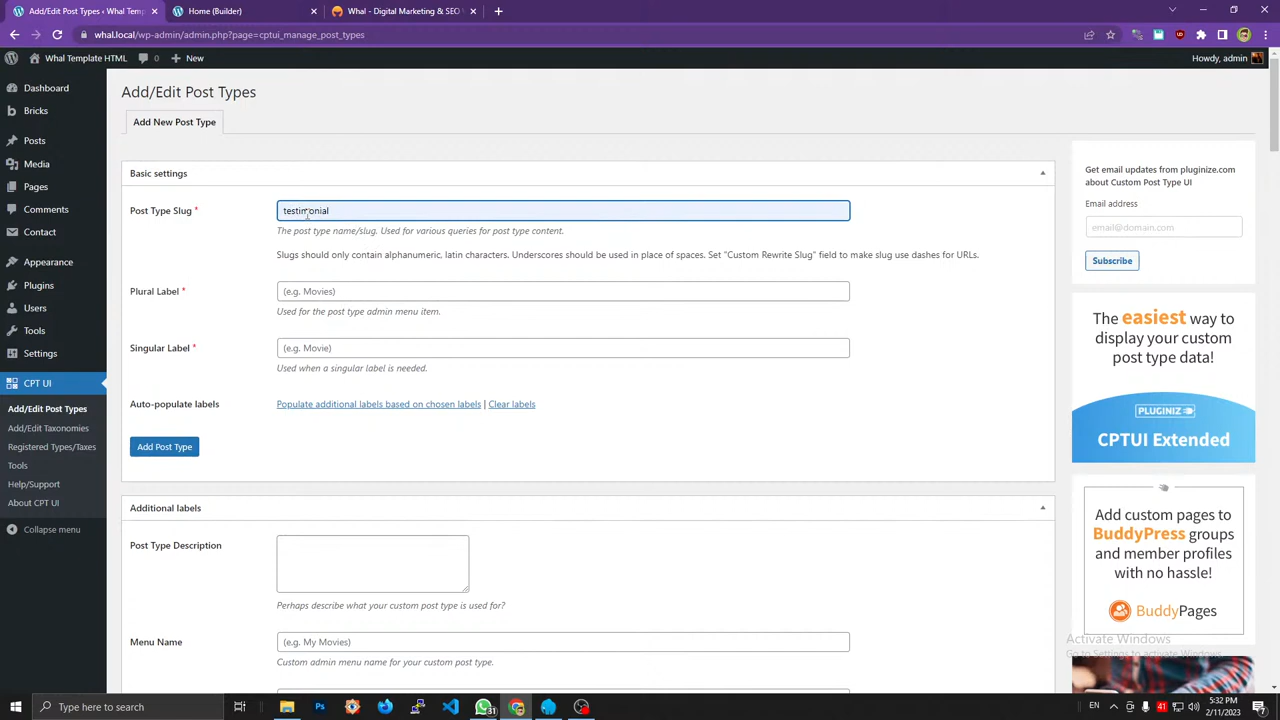 Add/Edit Post Types ‹ Whal Temp
Home (Builder)
Whal – Digital Marketing & SEO
whal.local/wp-admin/admin.php?page=cptui_manage_post_types
Whal Template HTML
0
New
Howdy, admin
Dashboard
Bricks
Posts
Media
Pages
Comments
Contact
Appearance
Plugins
Users
Tools
Settings
CPT UI
Add/Edit Post Types
Add/Edit Taxonomies
Registered Types/Taxes
Tools
Help/Support
About CPT UI
Collapse menu
Add/Edit Post Types
Add New Post Type
Basic settings
Post Type Slug *
testimonial
The post type name/slug. Used for various queries for post type content.
Slugs should only contain alphanumeric, latin characters. Underscores should be used in place of spaces. Set "Custom Rewrite Slug" field to make slug use dashes for URLs.
Plural Label *
(e.g. Movies)
Used for the post type admin menu item.
Singular Label *
(e.g. Movie)
Used when a singular label is needed.
Auto-populate labels
Populate additional labels based on chosen labels | Clear labels
Add Post Type
Additional labels
Post Type Description
Perhaps describe what your custom post type is used for?
Menu Name
(e.g. My Movies)
Custom admin menu name for your custom post type.
Get email updates from pluginize.com
about Custom Post Type UI
Email address
email@domain.com
Subscribe
The easiest way to
display your custom
post type data!
PLUGINIZ
CPTUI Extended
Add custom pages to
BuddyPress groups
and member profiles
with no hassle!
BuddyPages
Activate Windows
Go to Settings to activate Windows.
Type here to search
Ps
31
EN
41
5:32 PM
2/11/2023